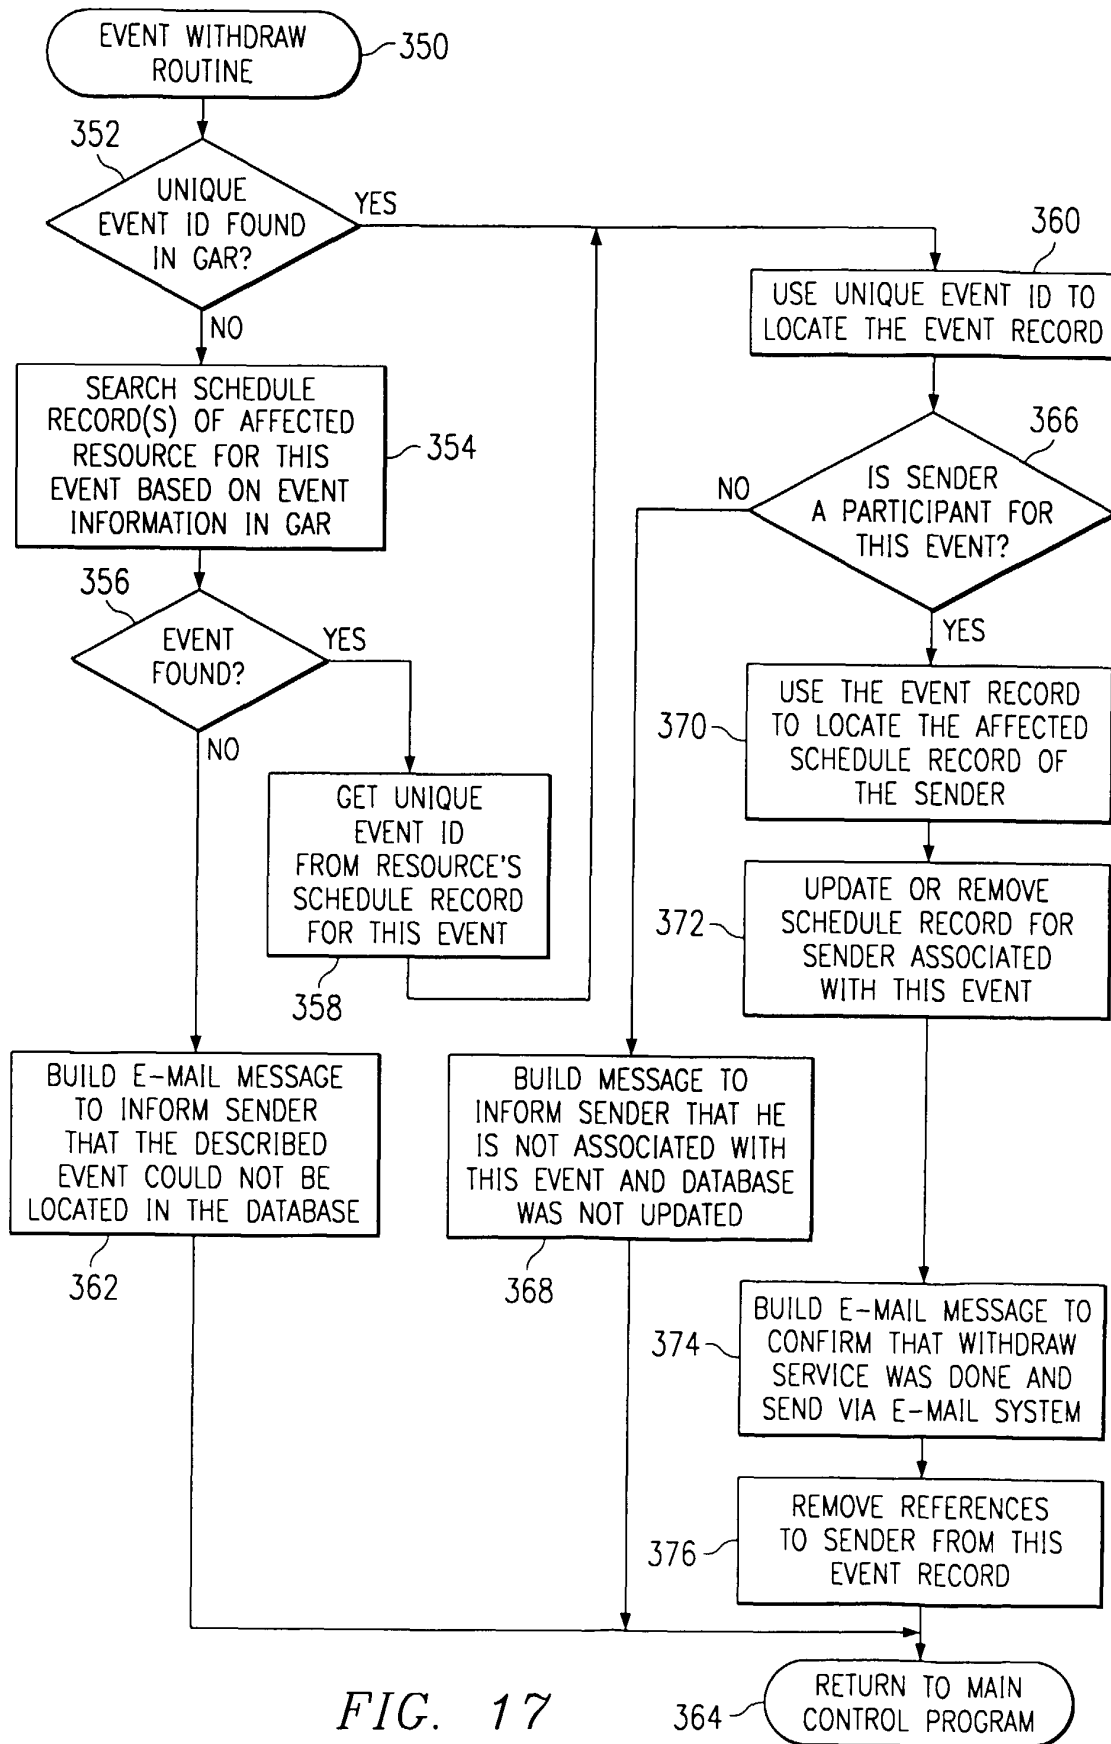 EVENT WITHDRAW
ROUTINE
350
352
UNIQUE
EVENT ID FOUND
IN GAR?
YES
NO
360
USE UNIQUE EVENT ID TO
LOCATE THE EVENT RECORD
SEARCH SCHEDULE
RECORD(S) OF AFFECTED
RESOURCE FOR THIS
EVENT BASED ON EVENT
INFORMATION IN GAR
354
366
IS SENDER
A PARTICIPANT FOR
THIS EVENT?
NO
YES
356
EVENT
FOUND?
YES
NO
370
USE THE EVENT RECORD
TO LOCATE THE AFFECTED
SCHEDULE RECORD OF
THE SENDER
GET UNIQUE
EVENT ID
FROM RESOURCE'S
SCHEDULE RECORD
FOR THIS EVENT
358
372
UPDATE OR REMOVE
SCHEDULE RECORD FOR
SENDER ASSOCIATED
WITH THIS EVENT
BUILD E-MAIL MESSAGE
TO INFORM SENDER
THAT THE DESCRIBED
EVENT COULD NOT BE
LOCATED IN THE DATABASE
362
BUILD MESSAGE TO
INFORM SENDER THAT HE
IS NOT ASSOCIATED WITH
THIS EVENT AND DATABASE
WAS NOT UPDATED
368
374
BUILD E-MAIL MESSAGE TO
CONFIRM THAT WITHDRAW
SERVICE WAS DONE AND
SEND VIA E-MAIL SYSTEM
376
REMOVE REFERENCES
TO SENDER FROM THIS
EVENT RECORD
364
RETURN TO MAIN
CONTROL PROGRAM
FIG. 17